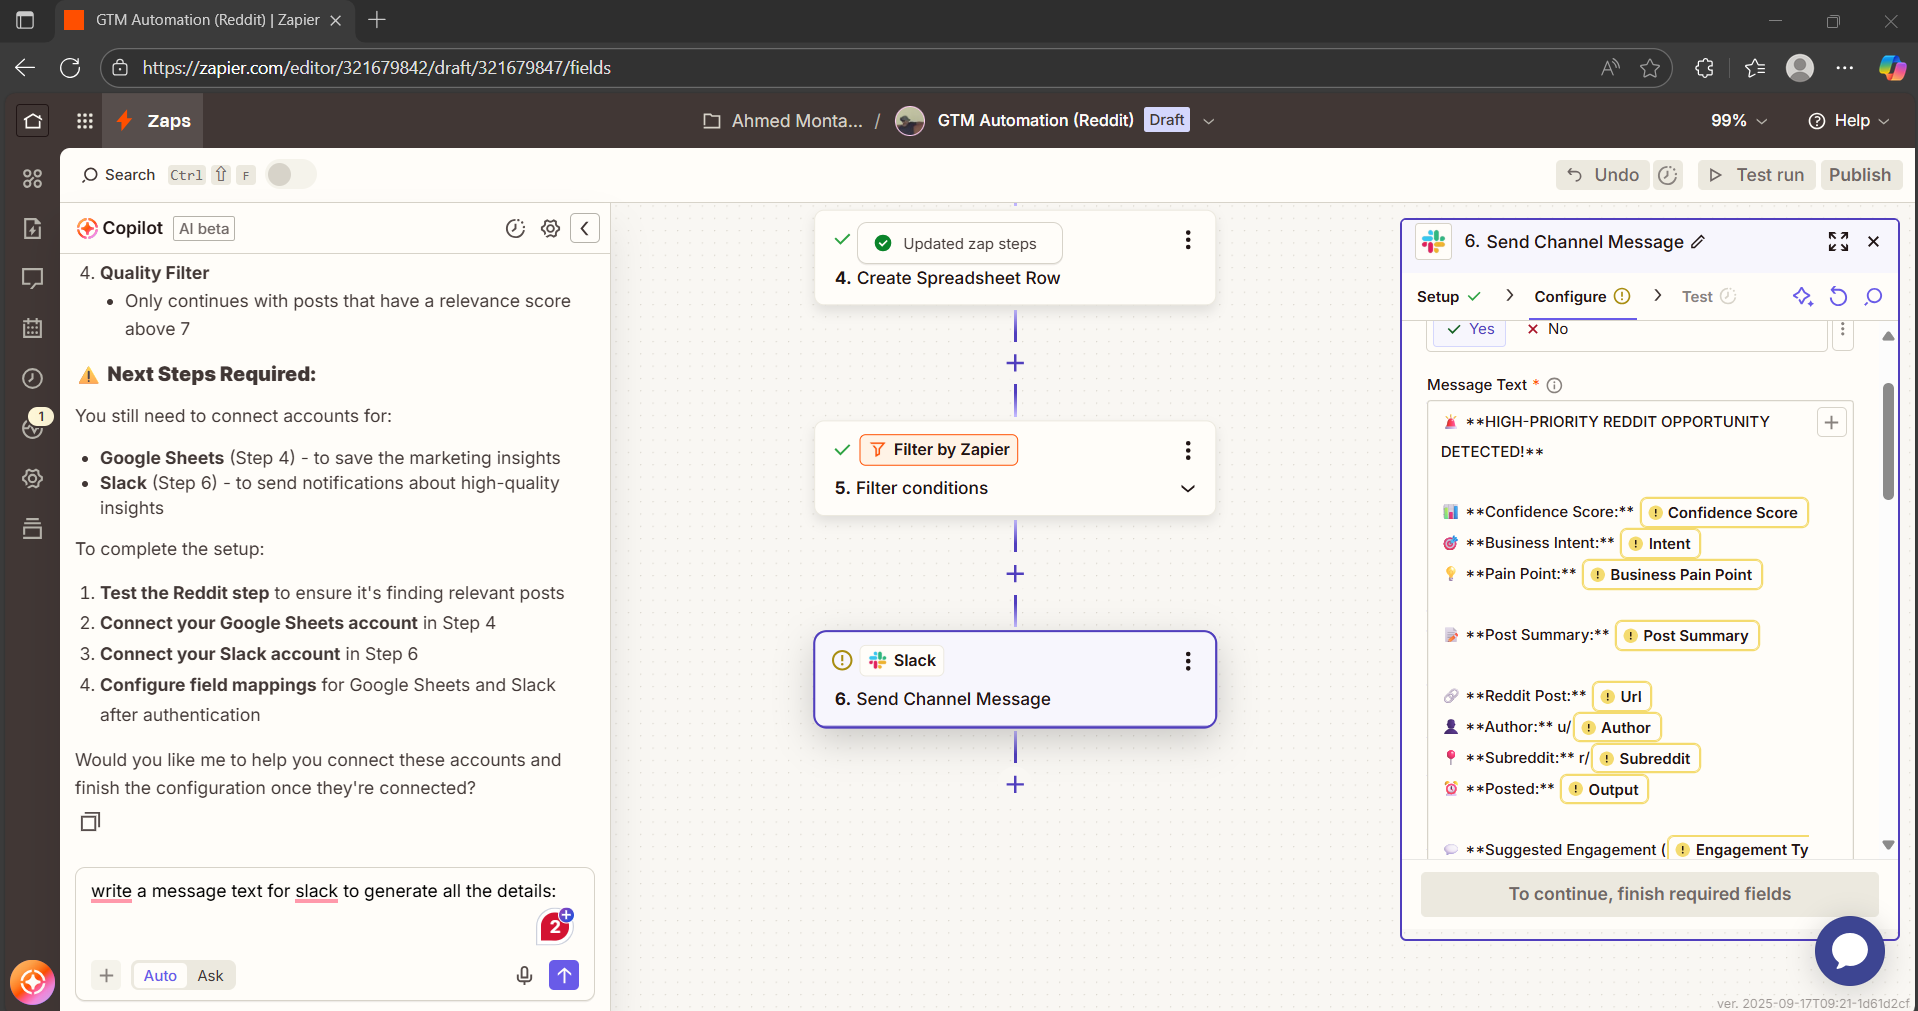 GTM Automation (Reddit) | Zapier
https://zapier.com/editor/321679842/draft/321679847/fields
Zaps
Ahmed Monta... / GTM Automation (Reddit) Draft
99% Help
Search Ctrl ⇧ F
Undo Test run Publish
Copilot AI beta
4. Quality Filter
• Only continues with posts that have a relevance score
above 7
⚠️ Next Steps Required:
You still need to connect accounts for:
• Google Sheets (Step 4) - to save the marketing insights
• Slack (Step 6) - to send notifications about high-quality
insights
To complete the setup:
1. Test the Reddit step to ensure it's finding relevant posts
2. Connect your Google Sheets account in Step 4
3. Connect your Slack account in Step 6
4. Configure field mappings for Google Sheets and Slack
after authentication
Would you like me to help you connect these accounts and
finish the configuration once they're connected?
write a message text for slack to generate all the details:
2
Auto Ask
1
Updated zap steps
4. Create Spreadsheet Row
Filter by Zapier
5. Filter conditions
Slack
6. Send Channel Message
6. Send Channel Message
Setup Configure Test
Yes No
Message Text *
🚨 **HIGH-PRIORITY REDDIT OPPORTUNITY
DETECTED!**
📊 **Confidence Score:** Confidence Score
🎯 **Business Intent:** Intent
💡 **Pain Point:** Business Pain Point
📝 **Post Summary:** Post Summary
🔗 **Reddit Post:** Url
👤 **Author:** u/ Author
📍 **Subreddit:** r/ Subreddit
⏰ **Posted:** Output
💬 **Suggested Engagement ( Engagement Ty
To continue, finish required fields
ver. 2025-09-17T09:21-1d61d2cf